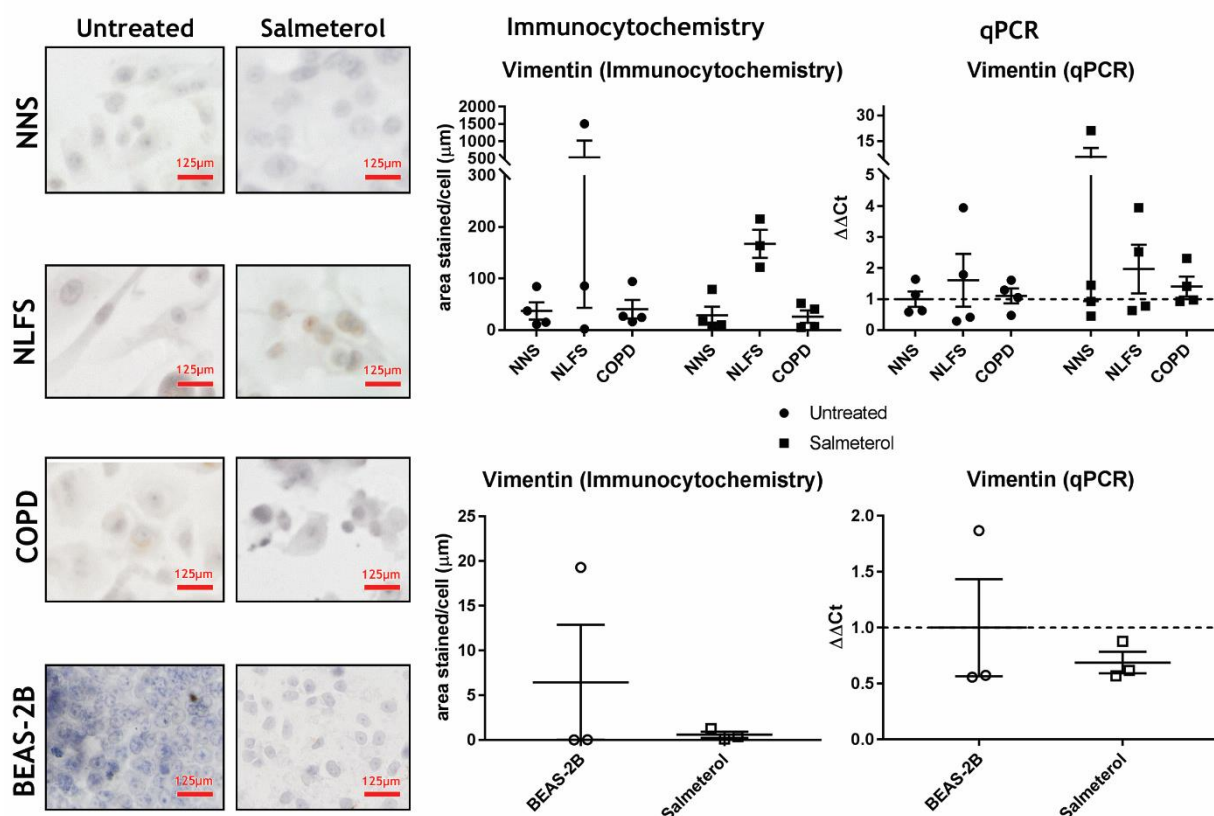 Untreated
Salmeterol
NNS
125µm
125µm
NLFS
125µm
125µm
COPD
125µm
125µm
BEAS-2B
125µm
125µm
Immunocytochemistry
qPCR
Vimentin (Immunocytochemistry)
area stained/cell (µm)
2000
1500
1000
500
300
200
100
0
NNS
NLFS
COPD
NNS
NLFS
COPD
Vimentin (qPCR)
ΔΔCt
30
15
5
4
2
1
0
NNS
NLFS
COPD
NNS
NLFS
COPD
Untreated
Salmeterol
Vimentin (Immunocytochemistry)
area stained/cell (µm)
25
20
15
10
5
0
BEAS-2B
Salmeterol
Vimentin (qPCR)
ΔΔCt
2.0
1.5
1.0
0.5
0.0
BEAS-2B
Salmeterol